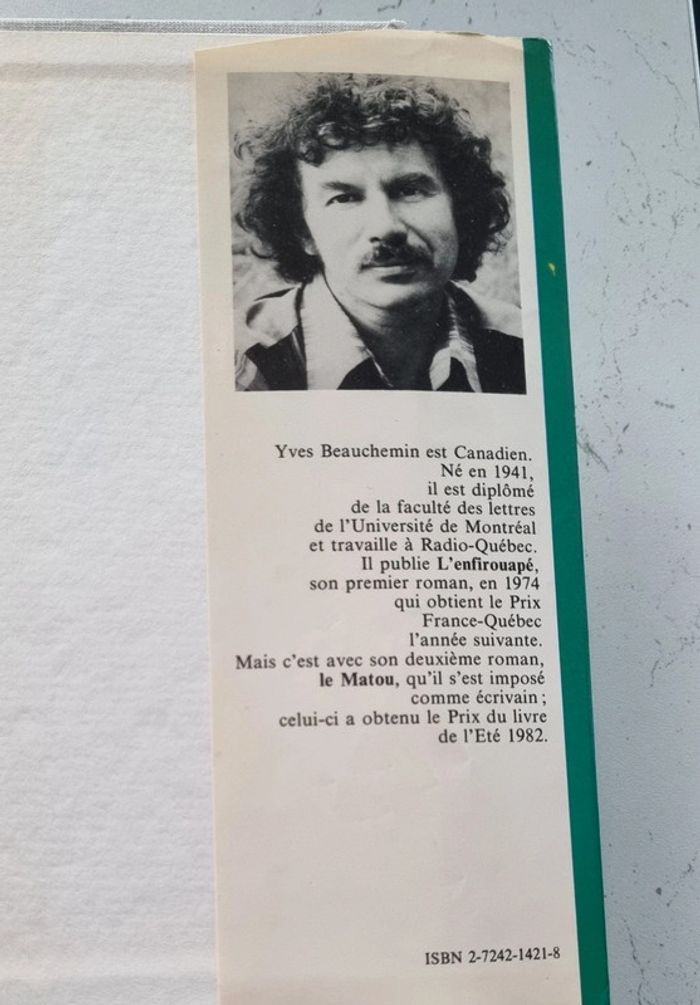 Yves Beauchemin est Canadien.
Né en 1941,
il est diplômé
de la faculté des lettres
de l'Université de Montréal
et travaille à Radio-Québec.
Il publie L'enfirouapé,
son premier roman, en 1974
qui obtient le Prix
France-Québec
l'année suivante.
Mais c'est avec son deuxième roman,
le Matou, qu'il s'est imposé
comme écrivain ;
celui-ci a obtenu le Prix du livre
de l'Eté 1982.
ISBN 2-7242-1421-8